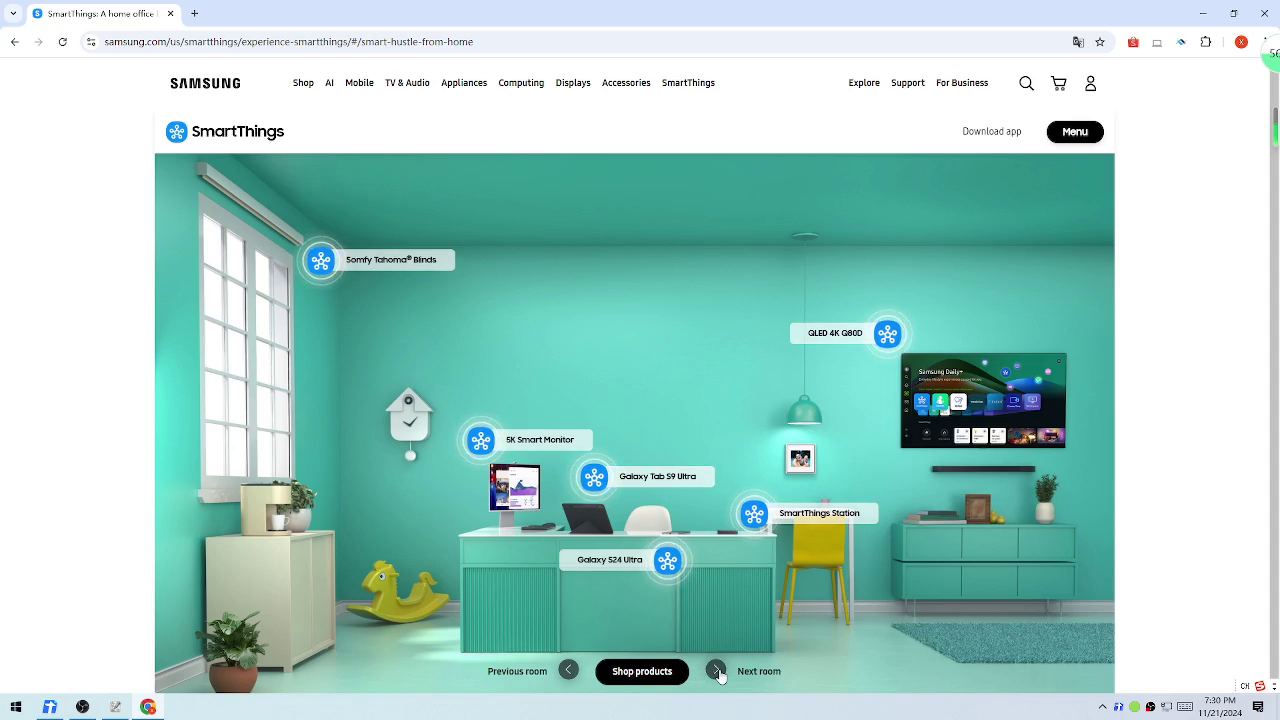 SmartThings: A home office l
samsung.com/us/smartthings/experience-smartthings/#/smart-hustle-from-home
SAMSUNG
Shop AI Mobile TV & Audio Appliances Computing Displays Accessories SmartThings
Explore Support For Business
SmartThings
Download app
Menu
Somfy Tahoma® Blinds
QLED 4K Q80D
Samsung Daily+
5K Smart Monitor
Galaxy Tab S9 Ultra
SmartThings Station
Galaxy S24 Ultra
Previous room
Shop products
Next room
CH
7:30 PM
11/21/2024